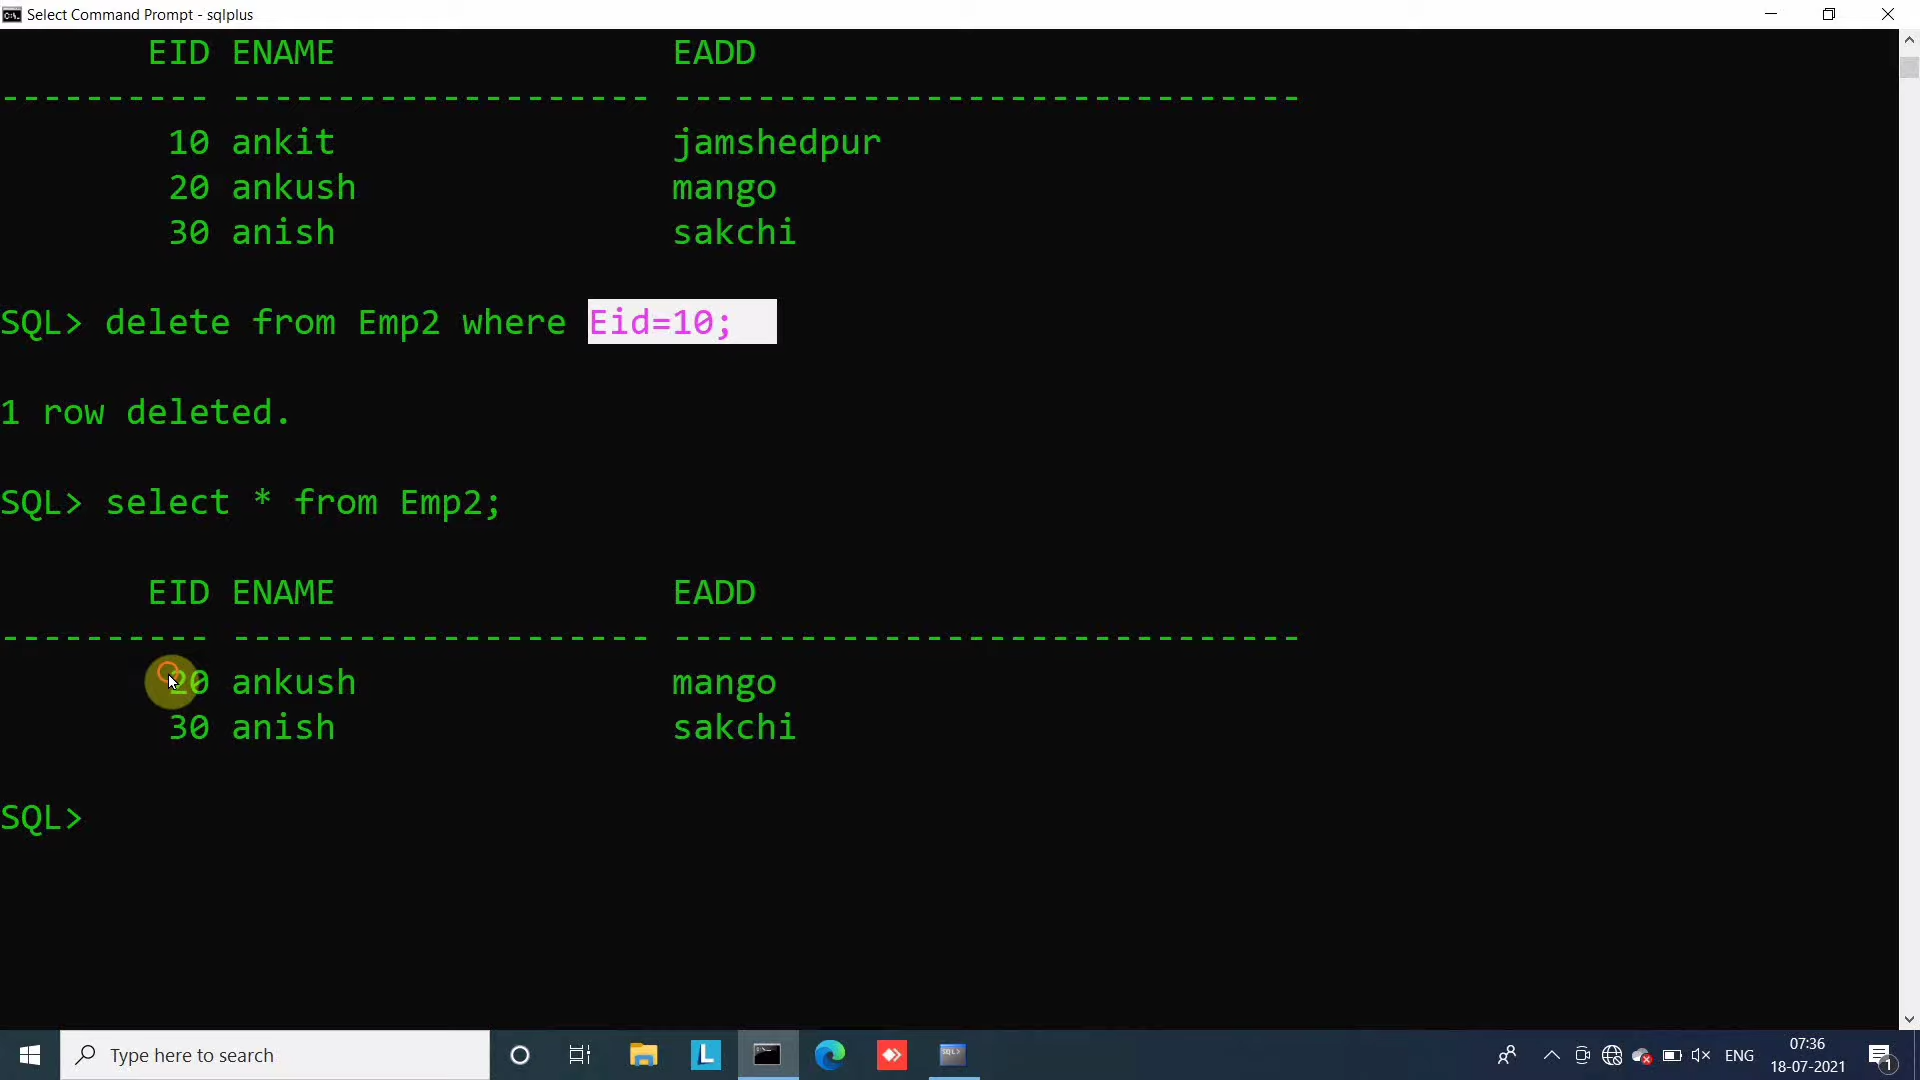 Select Command Prompt - sqlplus
EID ENAME EADD
---------- -------------------- ------------------------------
10 ankit jamshedpur
20 ankush mango
30 anish sakchi
SQL> delete from Emp2 where Eid=10;
1 row deleted.
SQL> select * from Emp2;
EID ENAME EADD
---------- -------------------- ------------------------------
20 ankush mango
30 anish sakchi
SQL>
Type here to search
ENG
07:36
18-07-2021
1